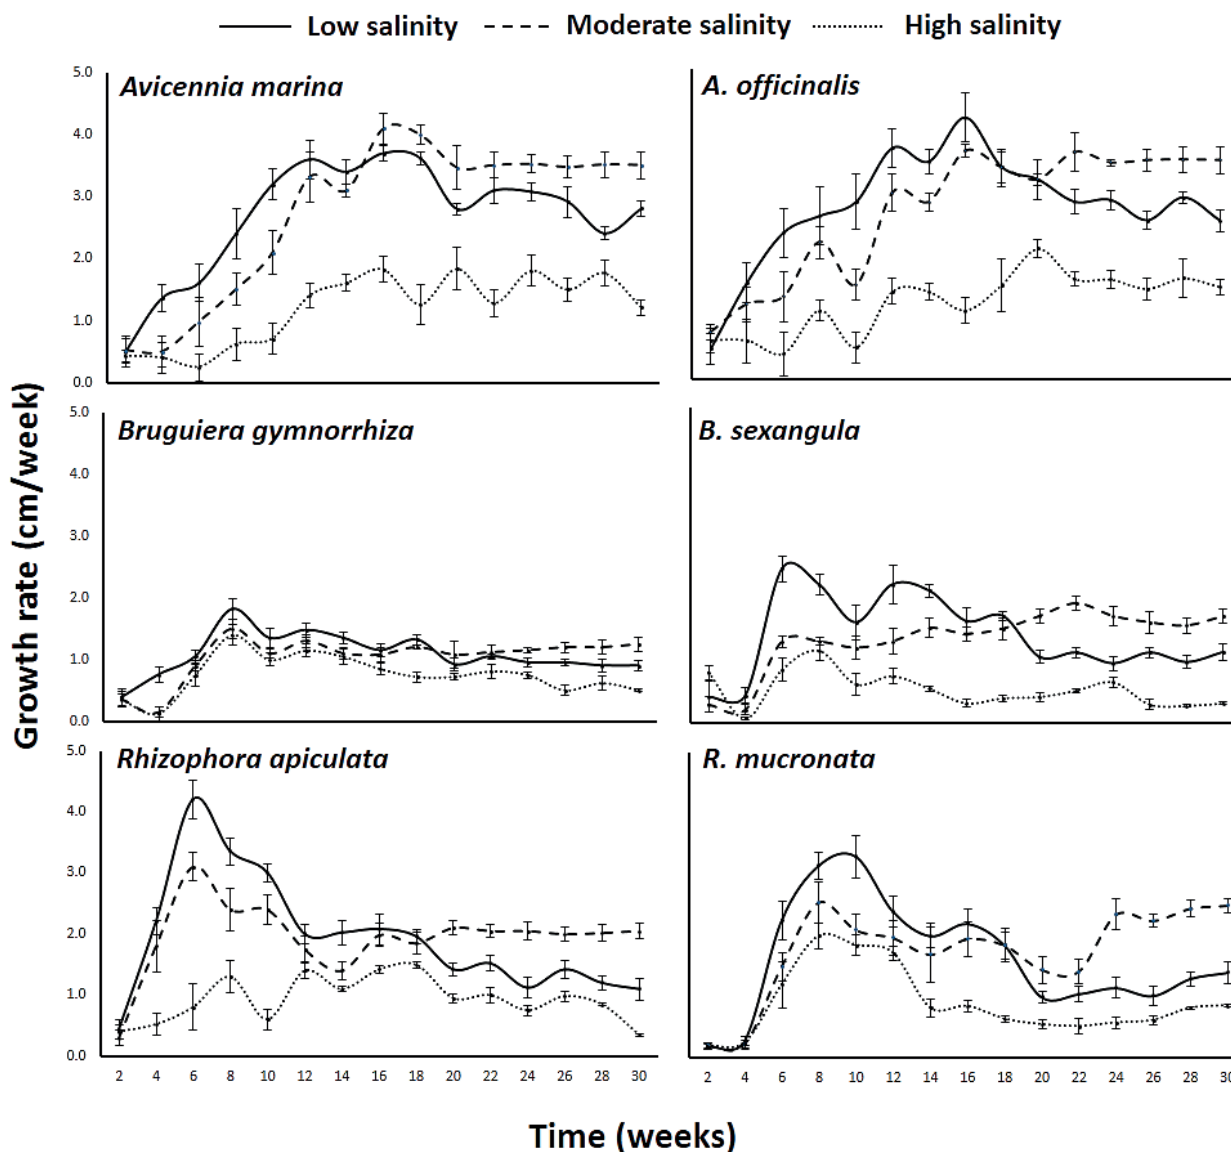 Low salinity Moderate salinity High salinity
Growth rate (cm/week)
Avicennia marina
5.0
4.0
3.0
2.0
1.0
0.0
A. officinalis
Bruguiera gymnorrhiza
5.0
4.0
3.0
2.0
1.0
0.0
B. sexangula
Rhizophora apiculata
5.0
4.0
3.0
2.0
1.0
0.0
R. mucronata
2 4 6 8 10 12 14 16 18 20 22 24 26 28 30
2 4 6 8 10 12 14 16 18 20 22 24 26 28 30
Time (weeks)